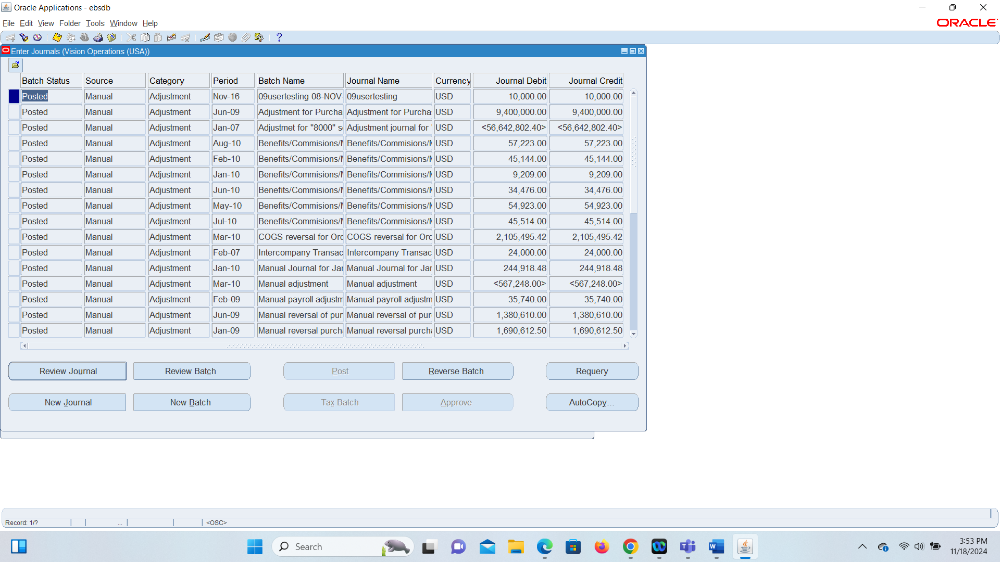 Oracle Applications - ebsdb
File Edit View Folder Tools Window Help
ORACLE
Enter Journals (Vision Operations (USA))
Batch Status Source Category Period Batch Name Journal Name Currency Journal Debit Journal Credit
Posted Manual Adjustment Nov-16 09usertesting 08-NOV- 09usertesting USD 10,000.00 10,000.00
Posted Manual Adjustment Jun-09 Adjustment for Purcha Adjustment for Purcha USD 9,400,000.00 9,400,000.00
Posted Manual Adjustment Jan-07 Adjustmet for "8000" s Adjustment journal for USD <56,642,802.40> <56,642,802.40>
Posted Manual Adjustment Aug-10 Benefits/Commisions/M Benefits/Commisions/M USD 57,223.00 57,223.00
Posted Manual Adjustment Feb-10 Benefits/Commisions/M Benefits/Commisions/M USD 45,144.00 45,144.00
Posted Manual Adjustment Jan-10 Benefits/Commisions/M Benefits/Commisions/M USD 9,209.00 9,209.00
Posted Manual Adjustment Jun-10 Benefits/Commisions/M Benefits/Commisions/M USD 34,476.00 34,476.00
Posted Manual Adjustment May-10 Benefits/Commisions/M Benefits/Commisions/M USD 54,923.00 54,923.00
Posted Manual Adjustment Jul-10 Benefits/Commisions/M Benefits/Commisions/M USD 45,514.00 45,514.00
Posted Manual Adjustment Mar-10 COGS reversal for Orc COGS reversal for Orc USD 2,105,495.42 2,105,495.42
Posted Manual Adjustment Feb-07 Intercompany Transac Intercompany Transac USD 24,000.00 24,000.00
Posted Manual Adjustment Jan-10 Manual Journal for Jar Manual Journal for Jar USD 244,918.48 244,918.48
Posted Manual Adjustment Mar-10 Manual adjustment Manual adjustment USD <567,248.00> <567,248.00>
Posted Manual Adjustment Feb-09 Manual payroll adjustm Manual payroll adjustm USD 35,740.00 35,740.00
Posted Manual Adjustment Jun-09 Manual reversal of pur Manual reversal of pur USD 1,380,610.00 1,380,610.00
Posted Manual Adjustment Jan-09 Manual reversal purcha Manual reversal purcha USD 1,690,612.50 1,690,612.50
Review Journal Review Batch Post Reverse Batch Requery
New Journal New Batch Tax Batch Approve AutoCopy...
Record: 1/? ... <OSC>
Search
3:53 PM
11/18/2024